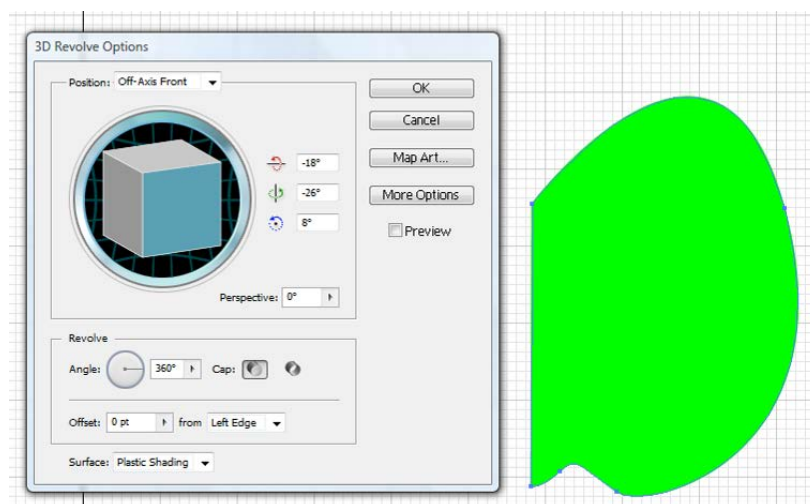 3D Revolve Options
Position: Off-Axis Front
OK
Cancel
Map Art...
More Options
Preview
-18°
-26°
8°
Perspective: 0°
Revolve
Angle: 360° Cap:
Offset: 0 pt from Left Edge
Surface: Plastic Shading